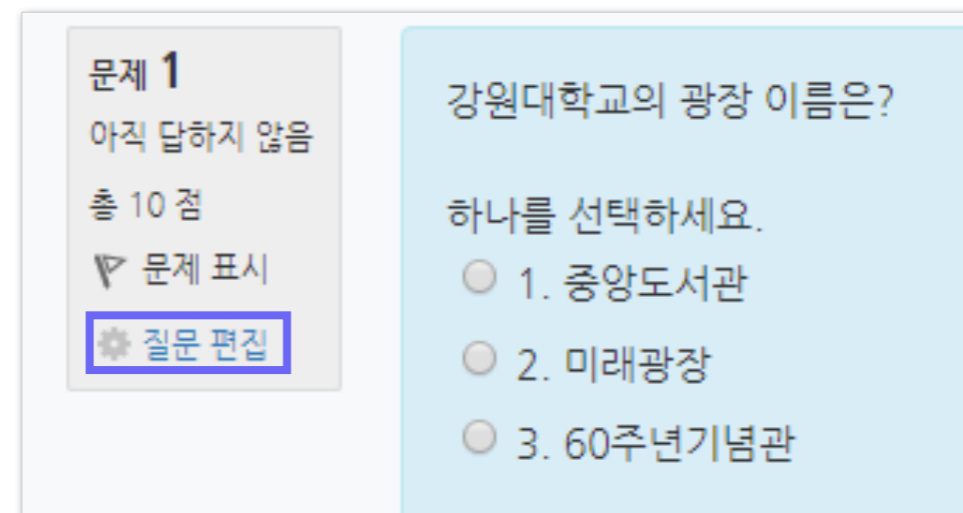 문제 1
아직 답하지 않음
총 10 점
문제 표시
질문 편집
강원대학교의 광장 이름은?
하나를 선택하세요.
1. 중앙도서관
2. 미래광장
3. 60주년기념관